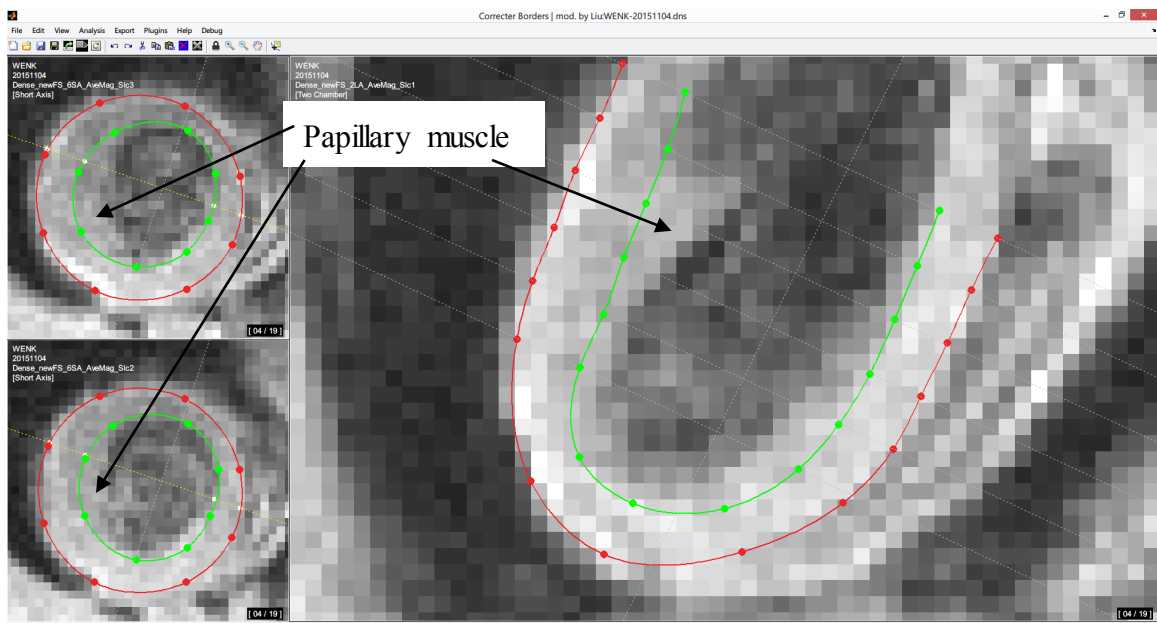 Correcter Borders | mod. by Liu:WENK-20151104.dns
File Edit View Analysis Export Plugins Help Debug
WENK
20151104
Dense_newFS_6SA_AveMag_Slc3
[Short Axis]
[ 04 / 19 ]
WENK
20151104
Dense_newFS_6SA_AveMag_Slc2
[Short Axis]
[ 04 / 19 ]
WENK
20151104
Dense_newFS_2LA_AveMag_Slc1
[Two Chamber]
Papillary muscle
[ 04 / 19 ]